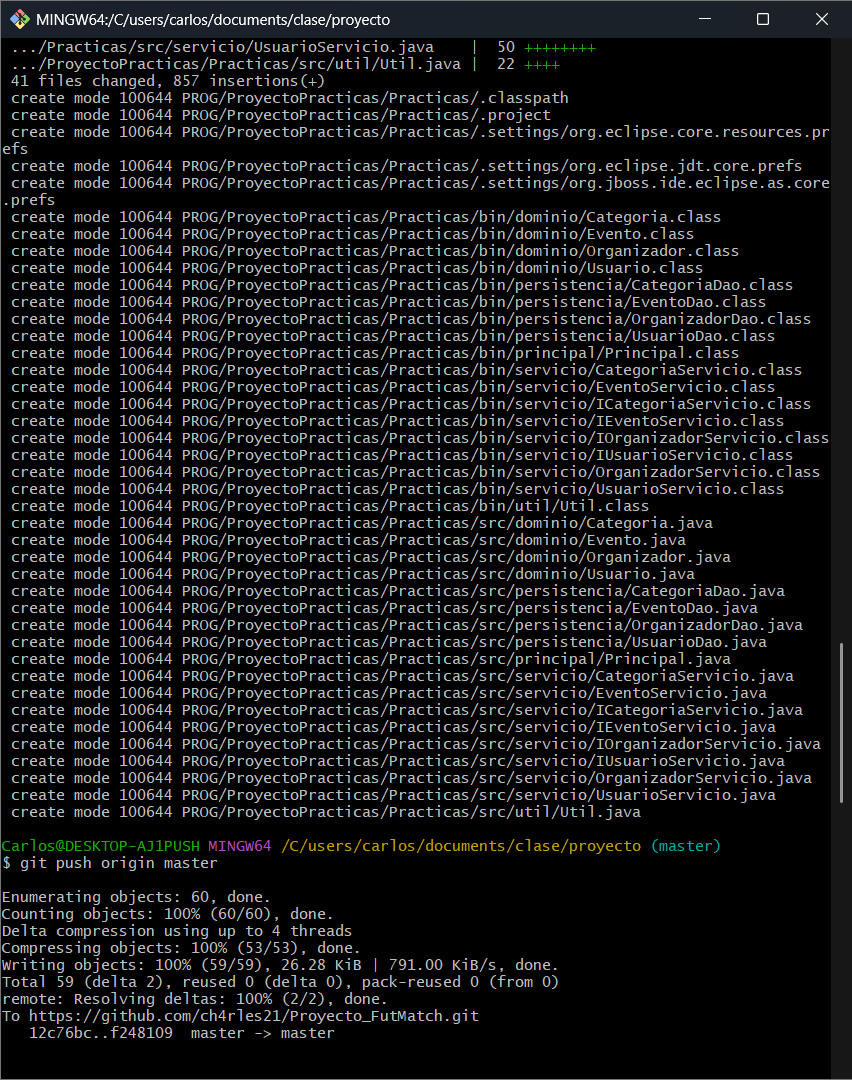 MINGW64:/C/users/carlos/documents/clase/proyecto
.../Practicas/src/servicio/UsuarioServicio.java    |  50 ++++++++
.../ProyectoPracticas/Practicas/src/util/Util.java |  22 ++++
41 files changed, 857 insertions(+)
create mode 100644 PROG/ProyectoPracticas/Practicas/.classpath
create mode 100644 PROG/ProyectoPracticas/Practicas/.project
create mode 100644 PROG/ProyectoPracticas/Practicas/.settings/org.eclipse.core.resources.pr
efs
create mode 100644 PROG/ProyectoPracticas/Practicas/.settings/org.eclipse.jdt.core.prefs
create mode 100644 PROG/ProyectoPracticas/Practicas/.settings/org.jboss.ide.eclipse.as.core
.prefs
create mode 100644 PROG/ProyectoPracticas/Practicas/bin/dominio/Categoria.class
create mode 100644 PROG/ProyectoPracticas/Practicas/bin/dominio/Evento.class
create mode 100644 PROG/ProyectoPracticas/Practicas/bin/dominio/Organizador.class
create mode 100644 PROG/ProyectoPracticas/Practicas/bin/dominio/Usuario.class
create mode 100644 PROG/ProyectoPracticas/Practicas/bin/persistencia/CategoriaDao.class
create mode 100644 PROG/ProyectoPracticas/Practicas/bin/persistencia/EventoDao.class
create mode 100644 PROG/ProyectoPracticas/Practicas/bin/persistencia/OrganizadorDao.class
create mode 100644 PROG/ProyectoPracticas/Practicas/bin/persistencia/UsuarioDao.class
create mode 100644 PROG/ProyectoPracticas/Practicas/bin/principal/Principal.class
create mode 100644 PROG/ProyectoPracticas/Practicas/bin/servicio/CategoriaServicio.class
create mode 100644 PROG/ProyectoPracticas/Practicas/bin/servicio/EventoServicio.class
create mode 100644 PROG/ProyectoPracticas/Practicas/bin/servicio/ICategoriaServicio.class
create mode 100644 PROG/ProyectoPracticas/Practicas/bin/servicio/IEventoServicio.class
create mode 100644 PROG/ProyectoPracticas/Practicas/bin/servicio/IOrganizadorServicio.class
create mode 100644 PROG/ProyectoPracticas/Practicas/bin/servicio/IUsuarioServicio.class
create mode 100644 PROG/ProyectoPracticas/Practicas/bin/servicio/OrganizadorServicio.class
create mode 100644 PROG/ProyectoPracticas/Practicas/bin/servicio/UsuarioServicio.class
create mode 100644 PROG/ProyectoPracticas/Practicas/bin/util/Util.class
create mode 100644 PROG/ProyectoPracticas/Practicas/src/dominio/Categoria.java
create mode 100644 PROG/ProyectoPracticas/Practicas/src/dominio/Evento.java
create mode 100644 PROG/ProyectoPracticas/Practicas/src/dominio/Organizador.java
create mode 100644 PROG/ProyectoPracticas/Practicas/src/dominio/Usuario.java
create mode 100644 PROG/ProyectoPracticas/Practicas/src/persistencia/CategoriaDao.java
create mode 100644 PROG/ProyectoPracticas/Practicas/src/persistencia/EventoDao.java
create mode 100644 PROG/ProyectoPracticas/Practicas/src/persistencia/OrganizadorDao.java
create mode 100644 PROG/ProyectoPracticas/Practicas/src/persistencia/UsuarioDao.java
create mode 100644 PROG/ProyectoPracticas/Practicas/src/principal/Principal.java
create mode 100644 PROG/ProyectoPracticas/Practicas/src/servicio/CategoriaServicio.java
create mode 100644 PROG/ProyectoPracticas/Practicas/src/servicio/EventoServicio.java
create mode 100644 PROG/ProyectoPracticas/Practicas/src/servicio/ICategoriaServicio.java
create mode 100644 PROG/ProyectoPracticas/Practicas/src/servicio/IEventoServicio.java
create mode 100644 PROG/ProyectoPracticas/Practicas/src/servicio/IOrganizadorServicio.java
create mode 100644 PROG/ProyectoPracticas/Practicas/src/servicio/IUsuarioServicio.java
create mode 100644 PROG/ProyectoPracticas/Practicas/src/servicio/OrganizadorServicio.java
create mode 100644 PROG/ProyectoPracticas/Practicas/src/servicio/UsuarioServicio.java
create mode 100644 PROG/ProyectoPracticas/Practicas/src/util/Util.java
Carlos@DESKTOP-AJ1PUSH MINGW64 /C/users/carlos/documents/clase/proyecto (master)
$ git push origin master
Enumerating objects: 60, done.
Counting objects: 100% (60/60), done.
Delta compression using up to 4 threads
Compressing objects: 100% (53/53), done.
Writing objects: 100% (59/59), 26.28 KiB | 791.00 KiB/s, done.
Total 59 (delta 2), reused 0 (delta 0), pack-reused 0 (from 0)
remote: Resolving deltas: 100% (2/2), done.
To https://github.com/ch4rles21/Proyecto_FutMatch.git
12c76bc..f248109  master -> master